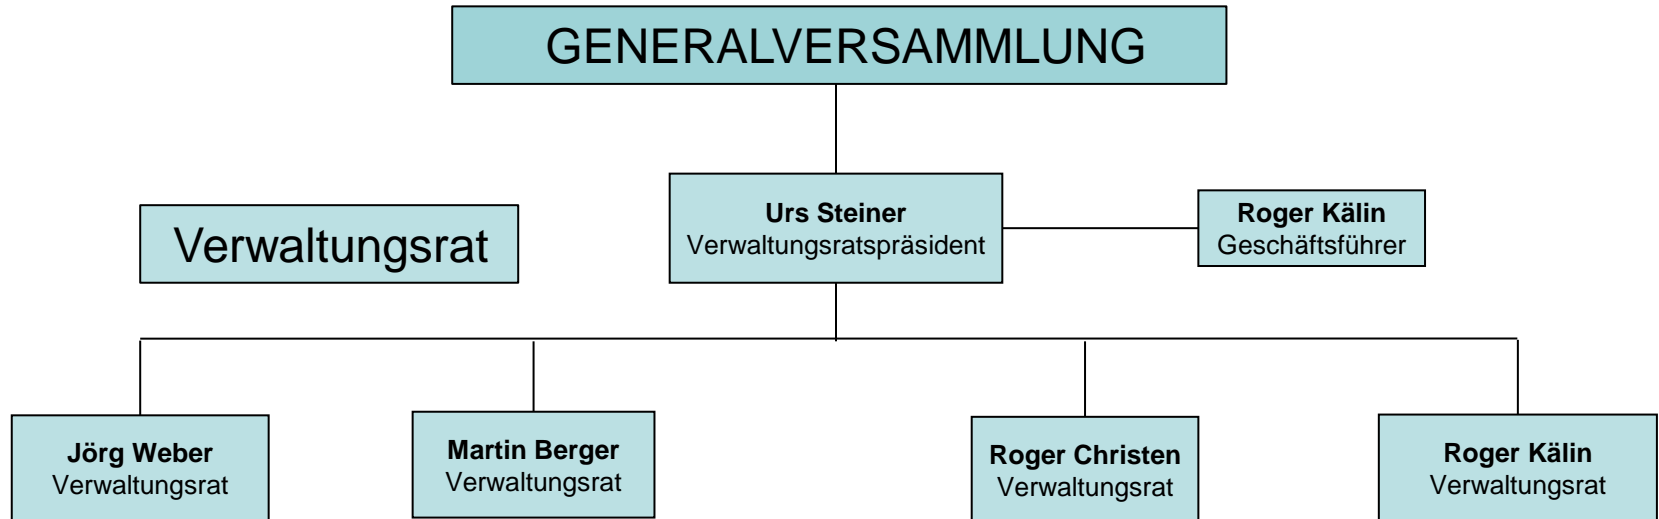 GENERALVERSAMMLUNG
Verwaltungsrat
Urs Steiner
Verwaltungsratspräsident
Roger Kälin
Geschäftsführer
Jörg Weber
Verwaltungsrat
Martin Berger
Verwaltungsrat
Roger Christen
Verwaltungsrat
Roger Kälin
Verwaltungsrat